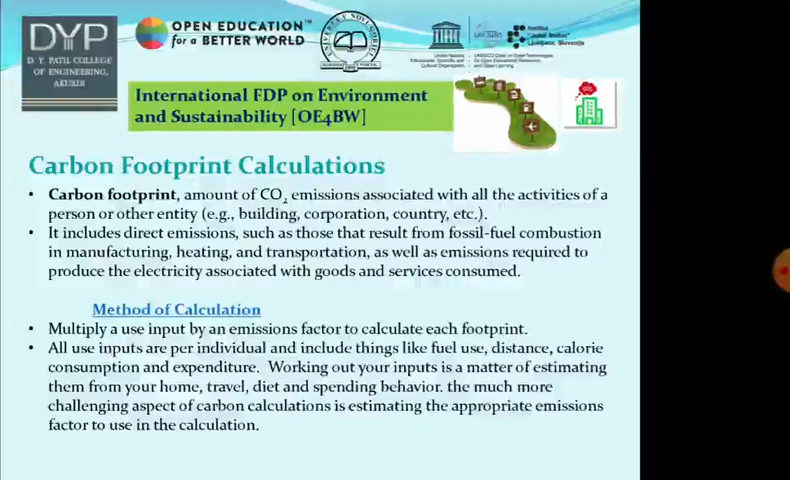 DYP
D. Y. PATIL COLLEGE
OF ENGINEERING,
AKURDI
OPEN EDUCATION™
for a BETTER WORLD
International FDP on Environment
and Sustainability [OE4BW]
Carbon Footprint Calculations
• Carbon footprint, amount of CO₂ emissions associated with all the activities of a
person or other entity (e.g., building, corporation, country, etc.).
• It includes direct emissions, such as those that result from fossil-fuel combustion
in manufacturing, heating, and transportation, as well as emissions required to
produce the electricity associated with goods and services consumed.
Method of Calculation
• Multiply a use input by an emissions factor to calculate each footprint.
• All use inputs are per individual and include things like fuel use, distance, calorie
consumption and expenditure. Working out your inputs is a matter of estimating
them from your home, travel, diet and spending behavior. the much more
challenging aspect of carbon calculations is estimating the appropriate emissions
factor to use in the calculation.